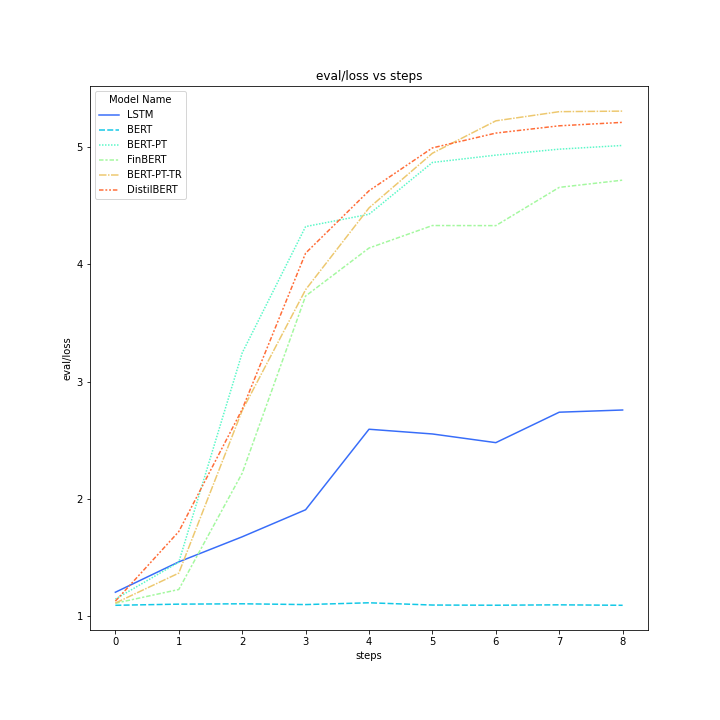 eval/loss vs steps
Model Name
LSTM
BERT
BERT-PT
FinBERT
BERT-PT-TR
DistilBERT
5
4
3
2
1
eval/loss
0 1 2 3 4 5 6 7 8
steps